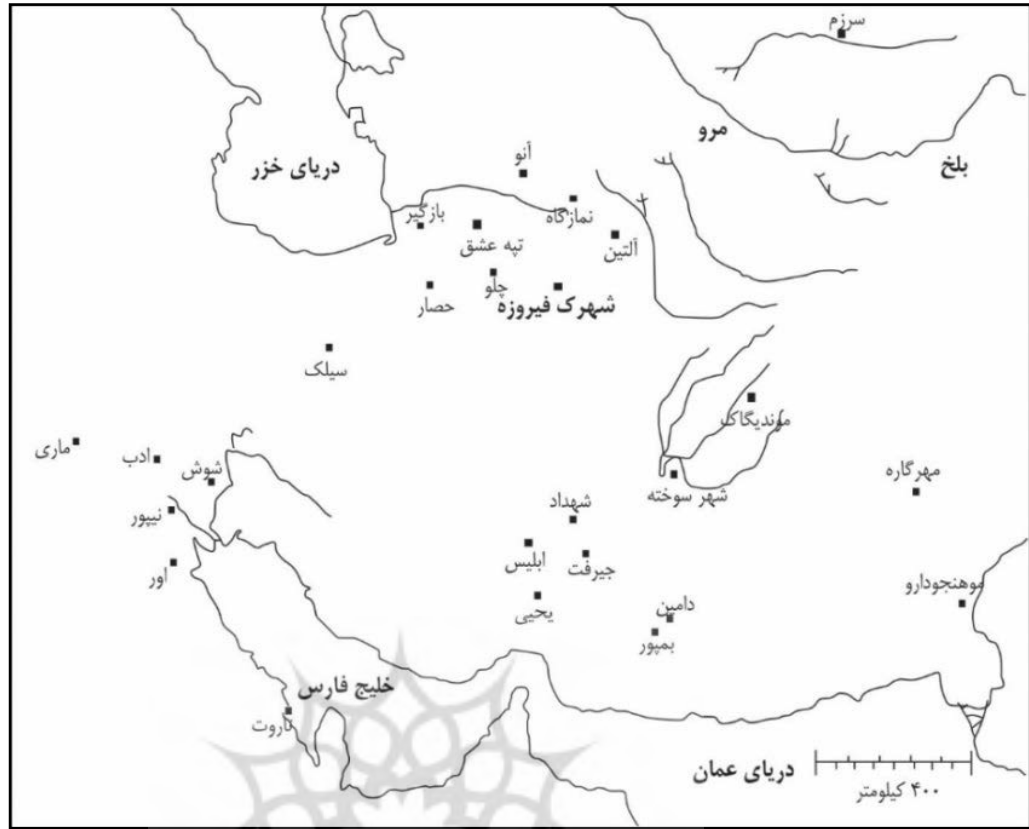 سرزم
مرو
بلخ
دریای خزر
آنو
نمازگاه
بازگیر
تپه عشق
آلتین
چلو
حصار
شهرک فیروزه
سیلک
موندیگاک
ماری
ادب
شوش
شهر سوخته
مهرگاره
نیپور
شهداد
ابلیس
جیرفت
اور
یحیی
موهنجودارو
دامین
بمپور
خلیج فارس
تاروت
دریای عمان
۴۰۰ کیلومتر